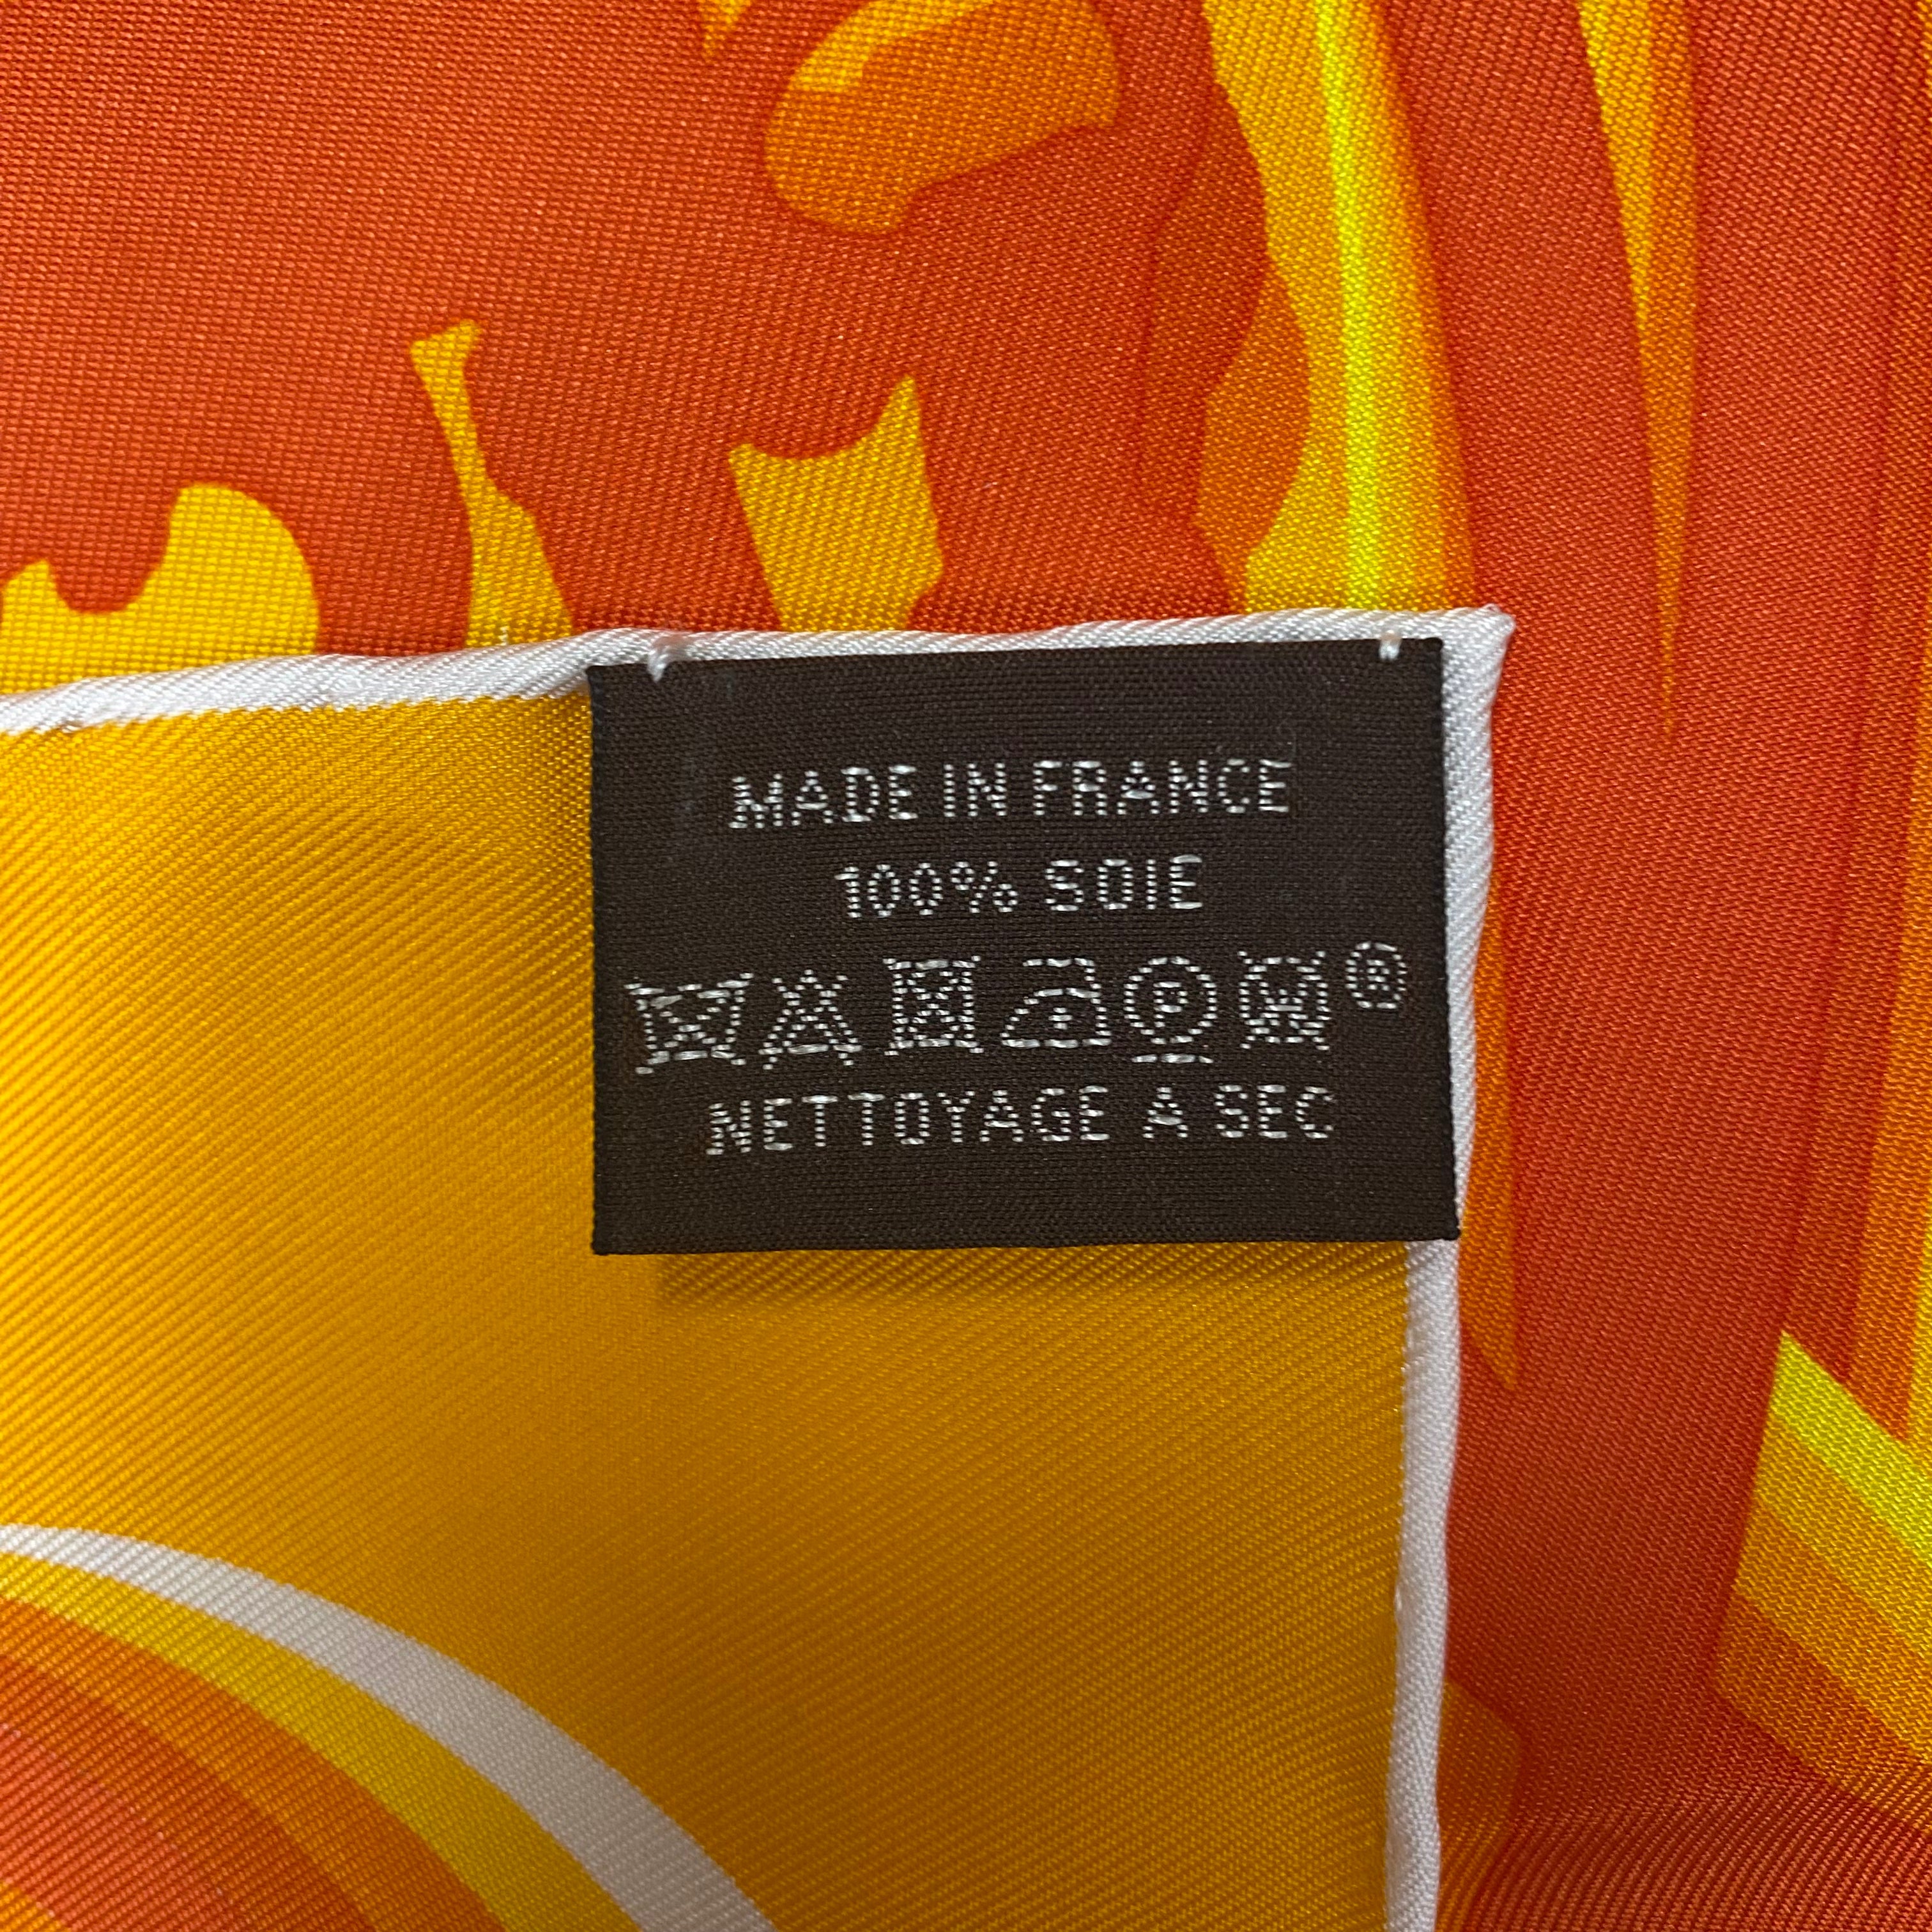 MADE IN FRANCE
100% SOIE
P W ®
NETTOYAGE A SEC